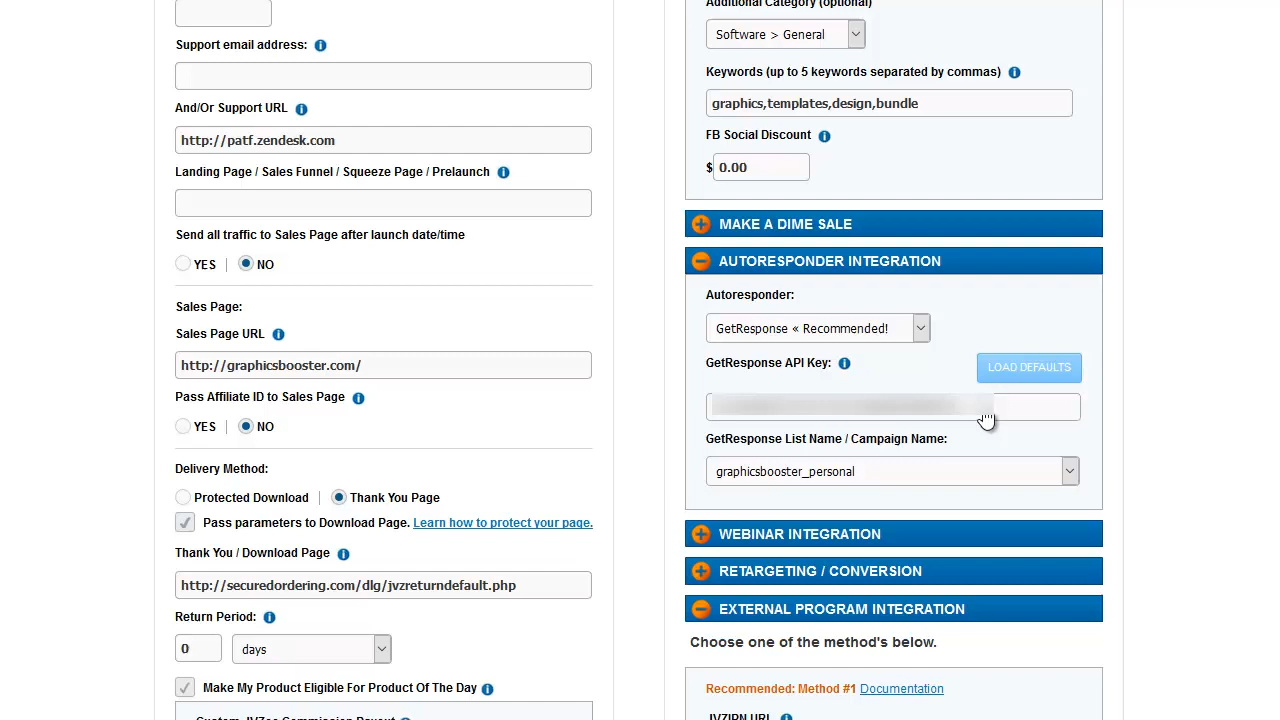 Support email address:
And/Or Support URL
http://patf.zendesk.com
Landing Page / Sales Funnel / Squeeze Page / Prelaunch
Send all traffic to Sales Page after launch date/time
YES | NO
Sales Page:
Sales Page URL
http://graphicsbooster.com/
Pass Affiliate ID to Sales Page
YES | NO
Delivery Method:
Protected Download | Thank You Page
Pass parameters to Download Page. Learn how to protect your page.
Thank You / Download Page
http://securedordering.com/dlg/jvzreturndefault.php
Return Period:
0 days
Make My Product Eligible For Product Of The Day
Custom JVZoo Commission Payout
Additional Category (optional)
Software > General
Keywords (up to 5 keywords separated by commas)
graphics,templates,design,bundle
FB Social Discount
$ 0.00
MAKE A DIME SALE
AUTORESPONDER INTEGRATION
Autoresponder:
GetResponse « Recommended!
GetResponse API Key:
LOAD DEFAULTS
GetResponse List Name / Campaign Name:
graphicsbooster_personal
WEBINAR INTEGRATION
RETARGETING / CONVERSION
EXTERNAL PROGRAM INTEGRATION
Choose one of the method's below.
Recommended: Method #1 Documentation
JVZIPN URL